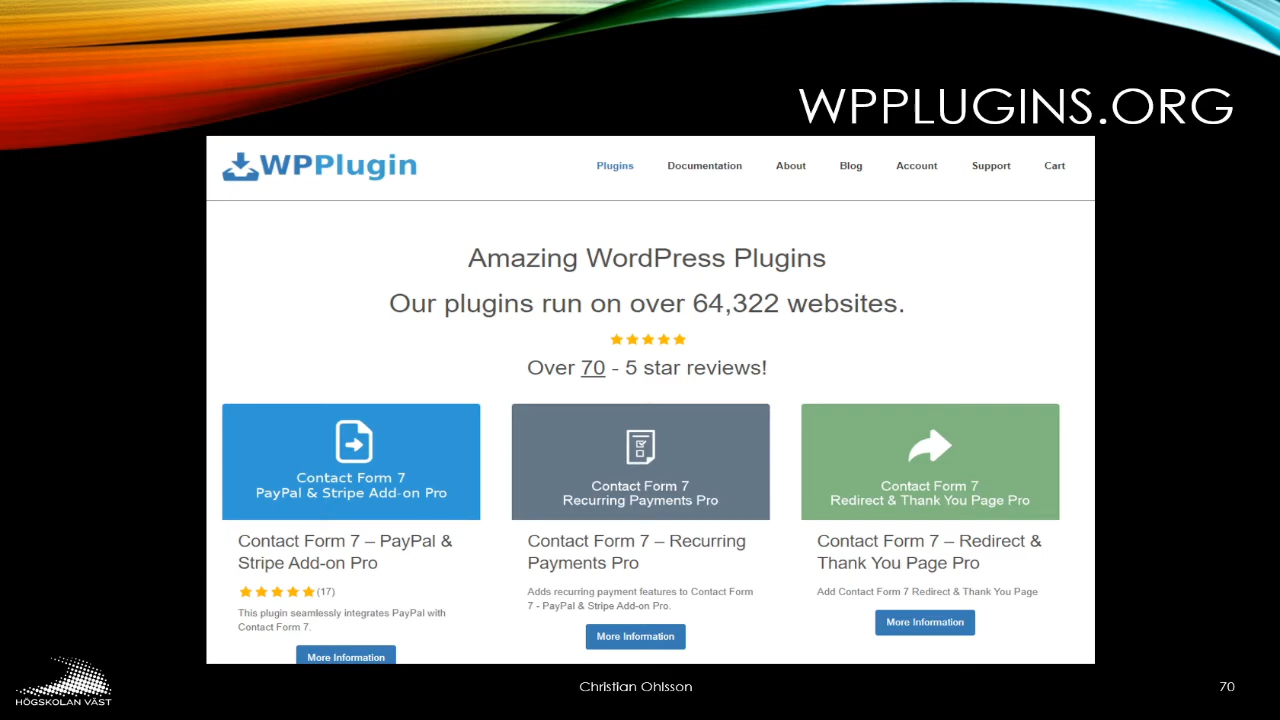 WPPLUGINS.ORG
WPPlugin
Plugins Documentation About Blog Account Support Cart
Amazing WordPress Plugins
Our plugins run on over 64,322 websites.
Over 70 - 5 star reviews!
Contact Form 7
PayPal & Stripe Add-on Pro
Contact Form 7 – PayPal &
Stripe Add-on Pro
(17)
This plugin seamlessly integrates PayPal with
Contact Form 7.
More Information
Contact Form 7
Recurring Payments Pro
Contact Form 7 – Recurring
Payments Pro
Adds recurring payment features to Contact Form
7 - PayPal & Stripe Add-on Pro.
More Information
Contact Form 7
Redirect & Thank You Page Pro
Contact Form 7 – Redirect &
Thank You Page Pro
Add Contact Form 7 Redirect & Thank You Page
More Information
HÖGSKOLAN VÄST
Christian Ohlsson
70